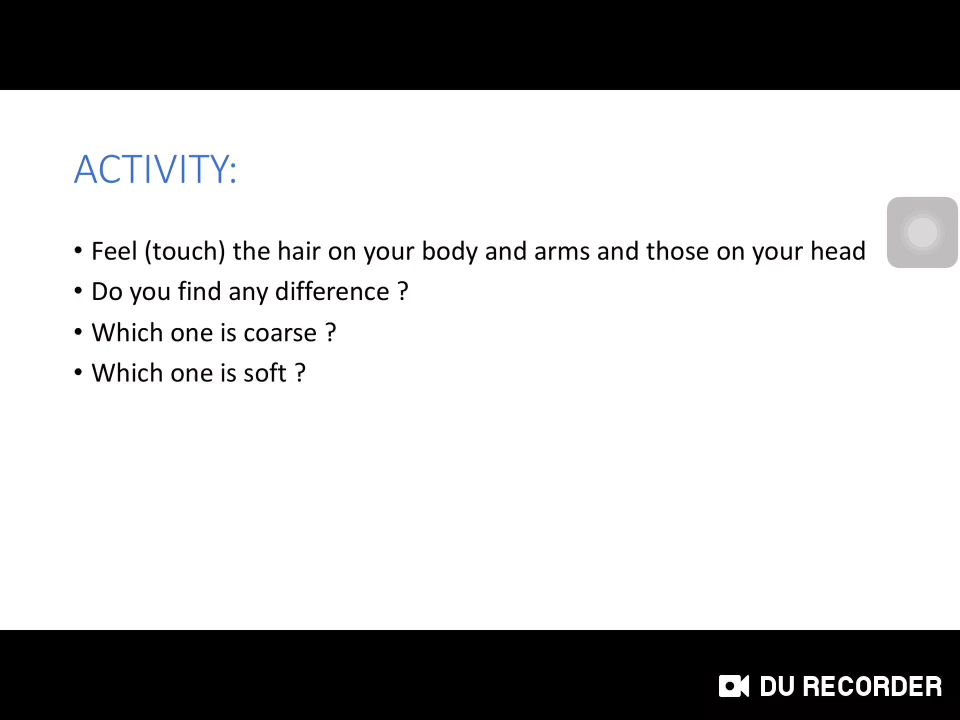 ACTIVITY:
• Feel (touch) the hair on your body and arms and those on your head
• Do you find any difference ?
• Which one is coarse ?
• Which one is soft ?
DU RECORDER